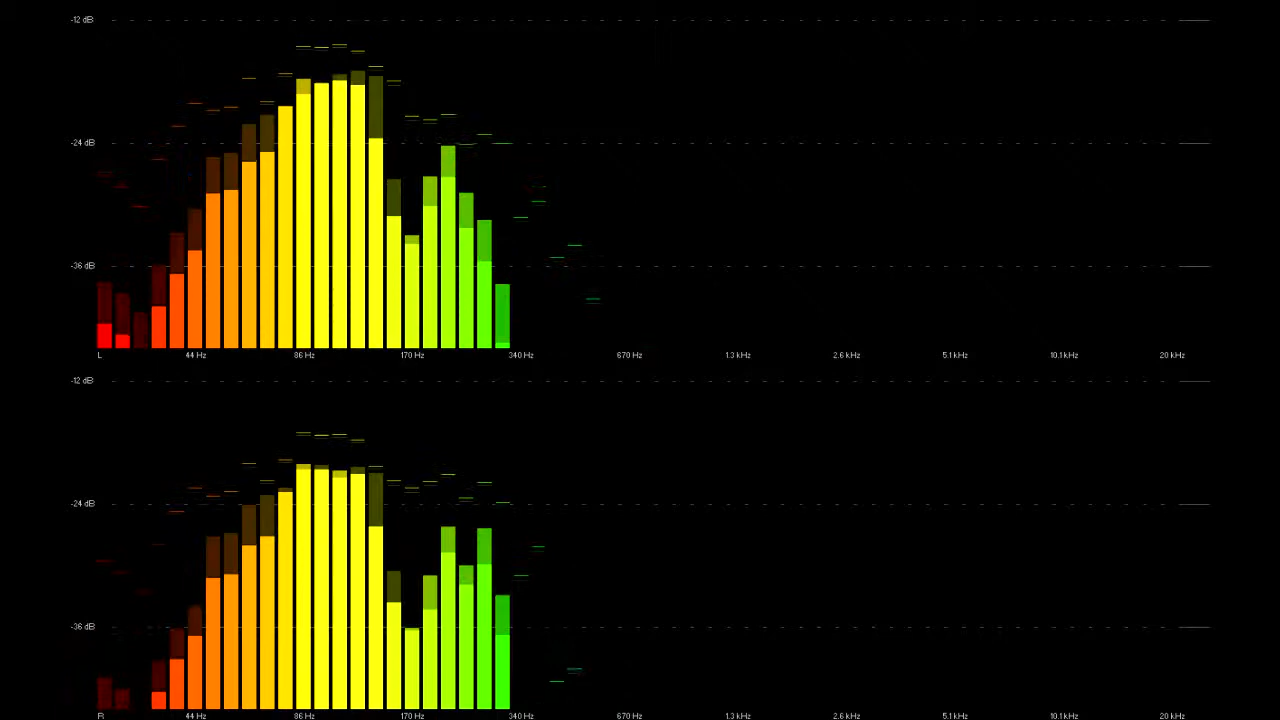 -12 dB
-24 dB
-36 dB
L 44 Hz 86 Hz 170 Hz 340 Hz 670 Hz 1.3 kHz 2.6 kHz 5.1 kHz 10.1 kHz 20 kHz
-12 dB
-24 dB
-36 dB
R 44 Hz 86 Hz 170 Hz 340 Hz 670 Hz 1.3 kHz 2.6 kHz 5.1 kHz 10.1 kHz 20 kHz